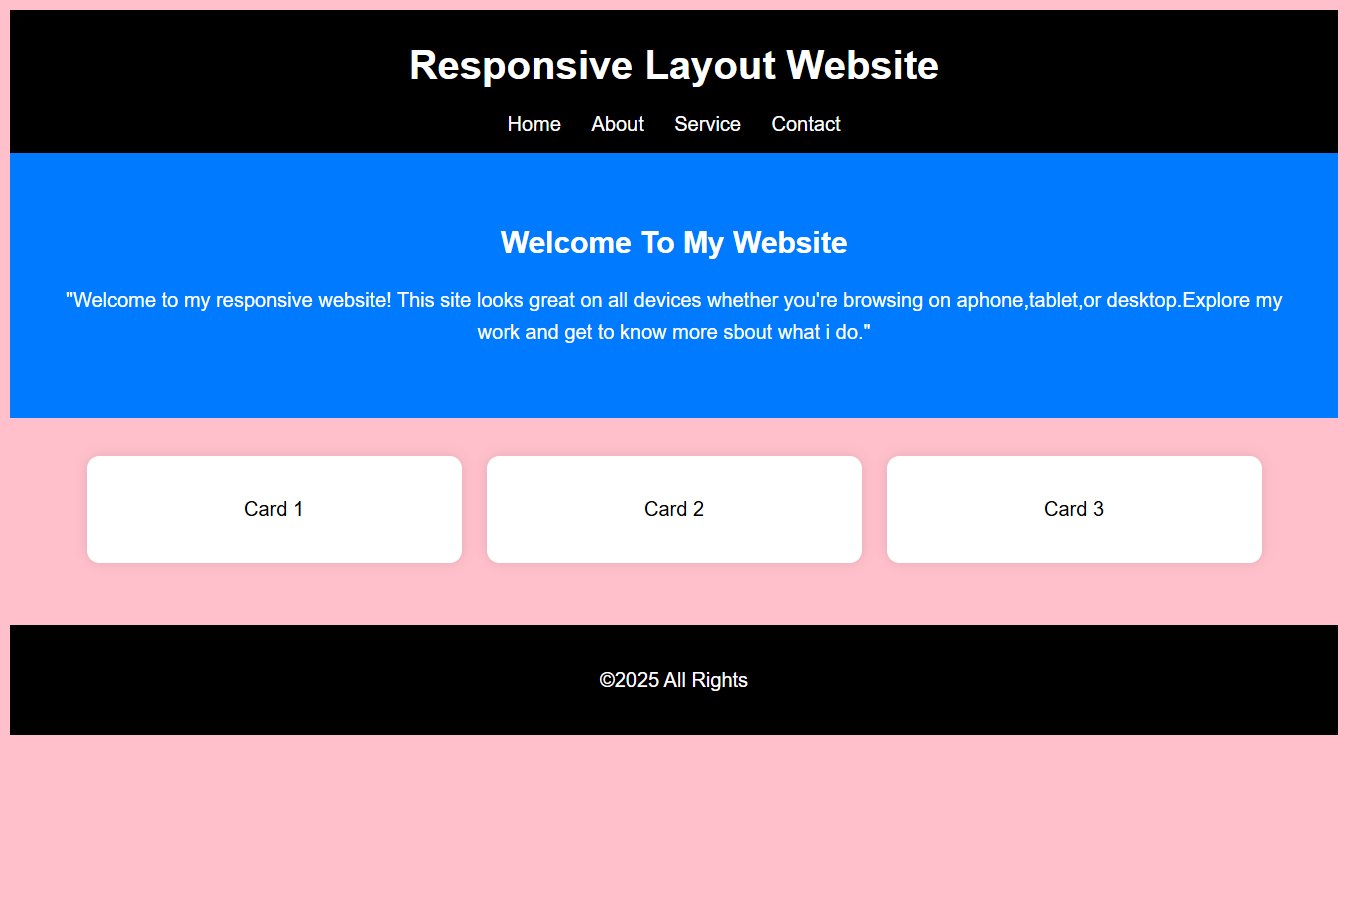 Responsive Layout Website
Home About Service Contact
Welcome To My Website
"Welcome to my responsive website! This site looks great on all devices whether you're browsing on aphone,tablet,or desktop.Explore my
work and get to know more sbout what i do."
Card 1 Card 2 Card 3
©2025 All Rights